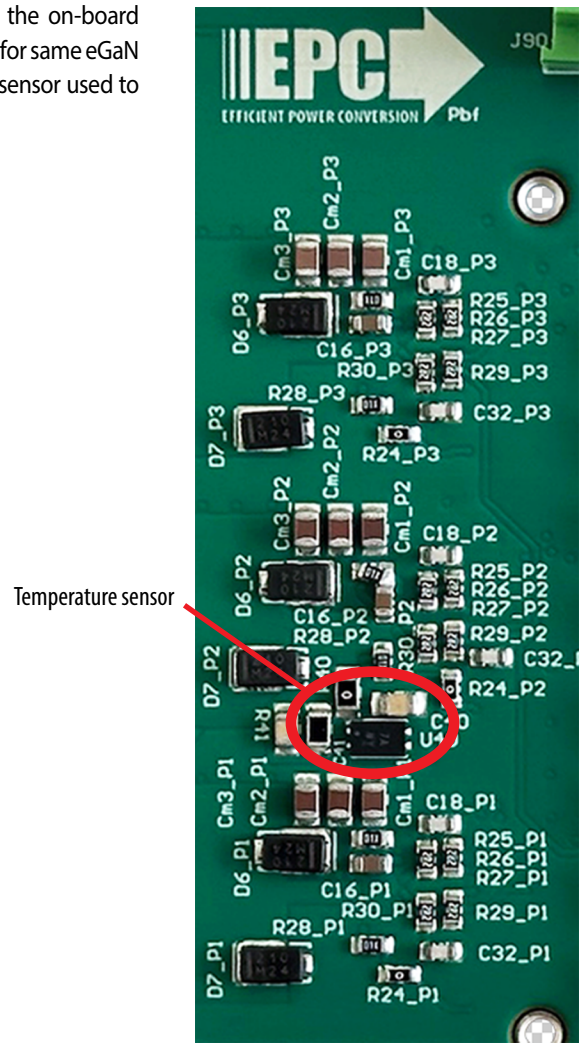 the on-board
for same eGaN
sensor used to
J90
EPC
EFFICIENT POWER CONVERSION
Pbf
Cm3_P3
Cm2_P3
Cm1_P3
C18_P3
R25_P3
R26_P3
R27_P3
D6_P3
C16_P3
R30_P3
R29_P3
R28_P3
C32_P3
D7_P3
R24_P3
Cm3_P2
Cm2_P2
Cm1_P2
C18_P2
R25_P2
R26_P2
R27_P2
D6_P2
C16_P2
R28_P2
R29_P2
C32_
Temperature sensor
D7_P2
R24_P2
R41
C40
Cm3_P1
Cm2_P1
Cm1_P1
C18_P1
R25_P1
R26_P1
R27_P1
D6_P1
C16_P1
R30_P1
R29_P1
R28_P1
C32_P1
D7_P1
R24_P1